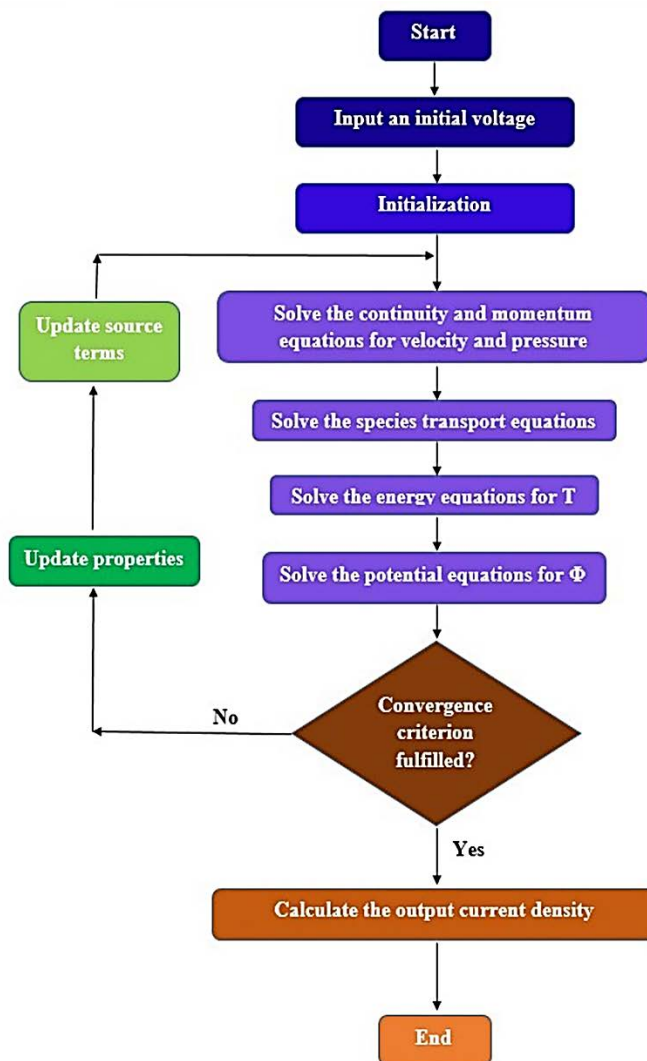 Start
Input an initial voltage
Initialization
Update source
terms
Solve the continuity and momentum
equations for velocity and pressure
Solve the species transport equations
Solve the energy equations for T
Update properties
Solve the potential equations for Φ
No
Convergence
criterion
fulfilled?
Yes
Calculate the output current density
End